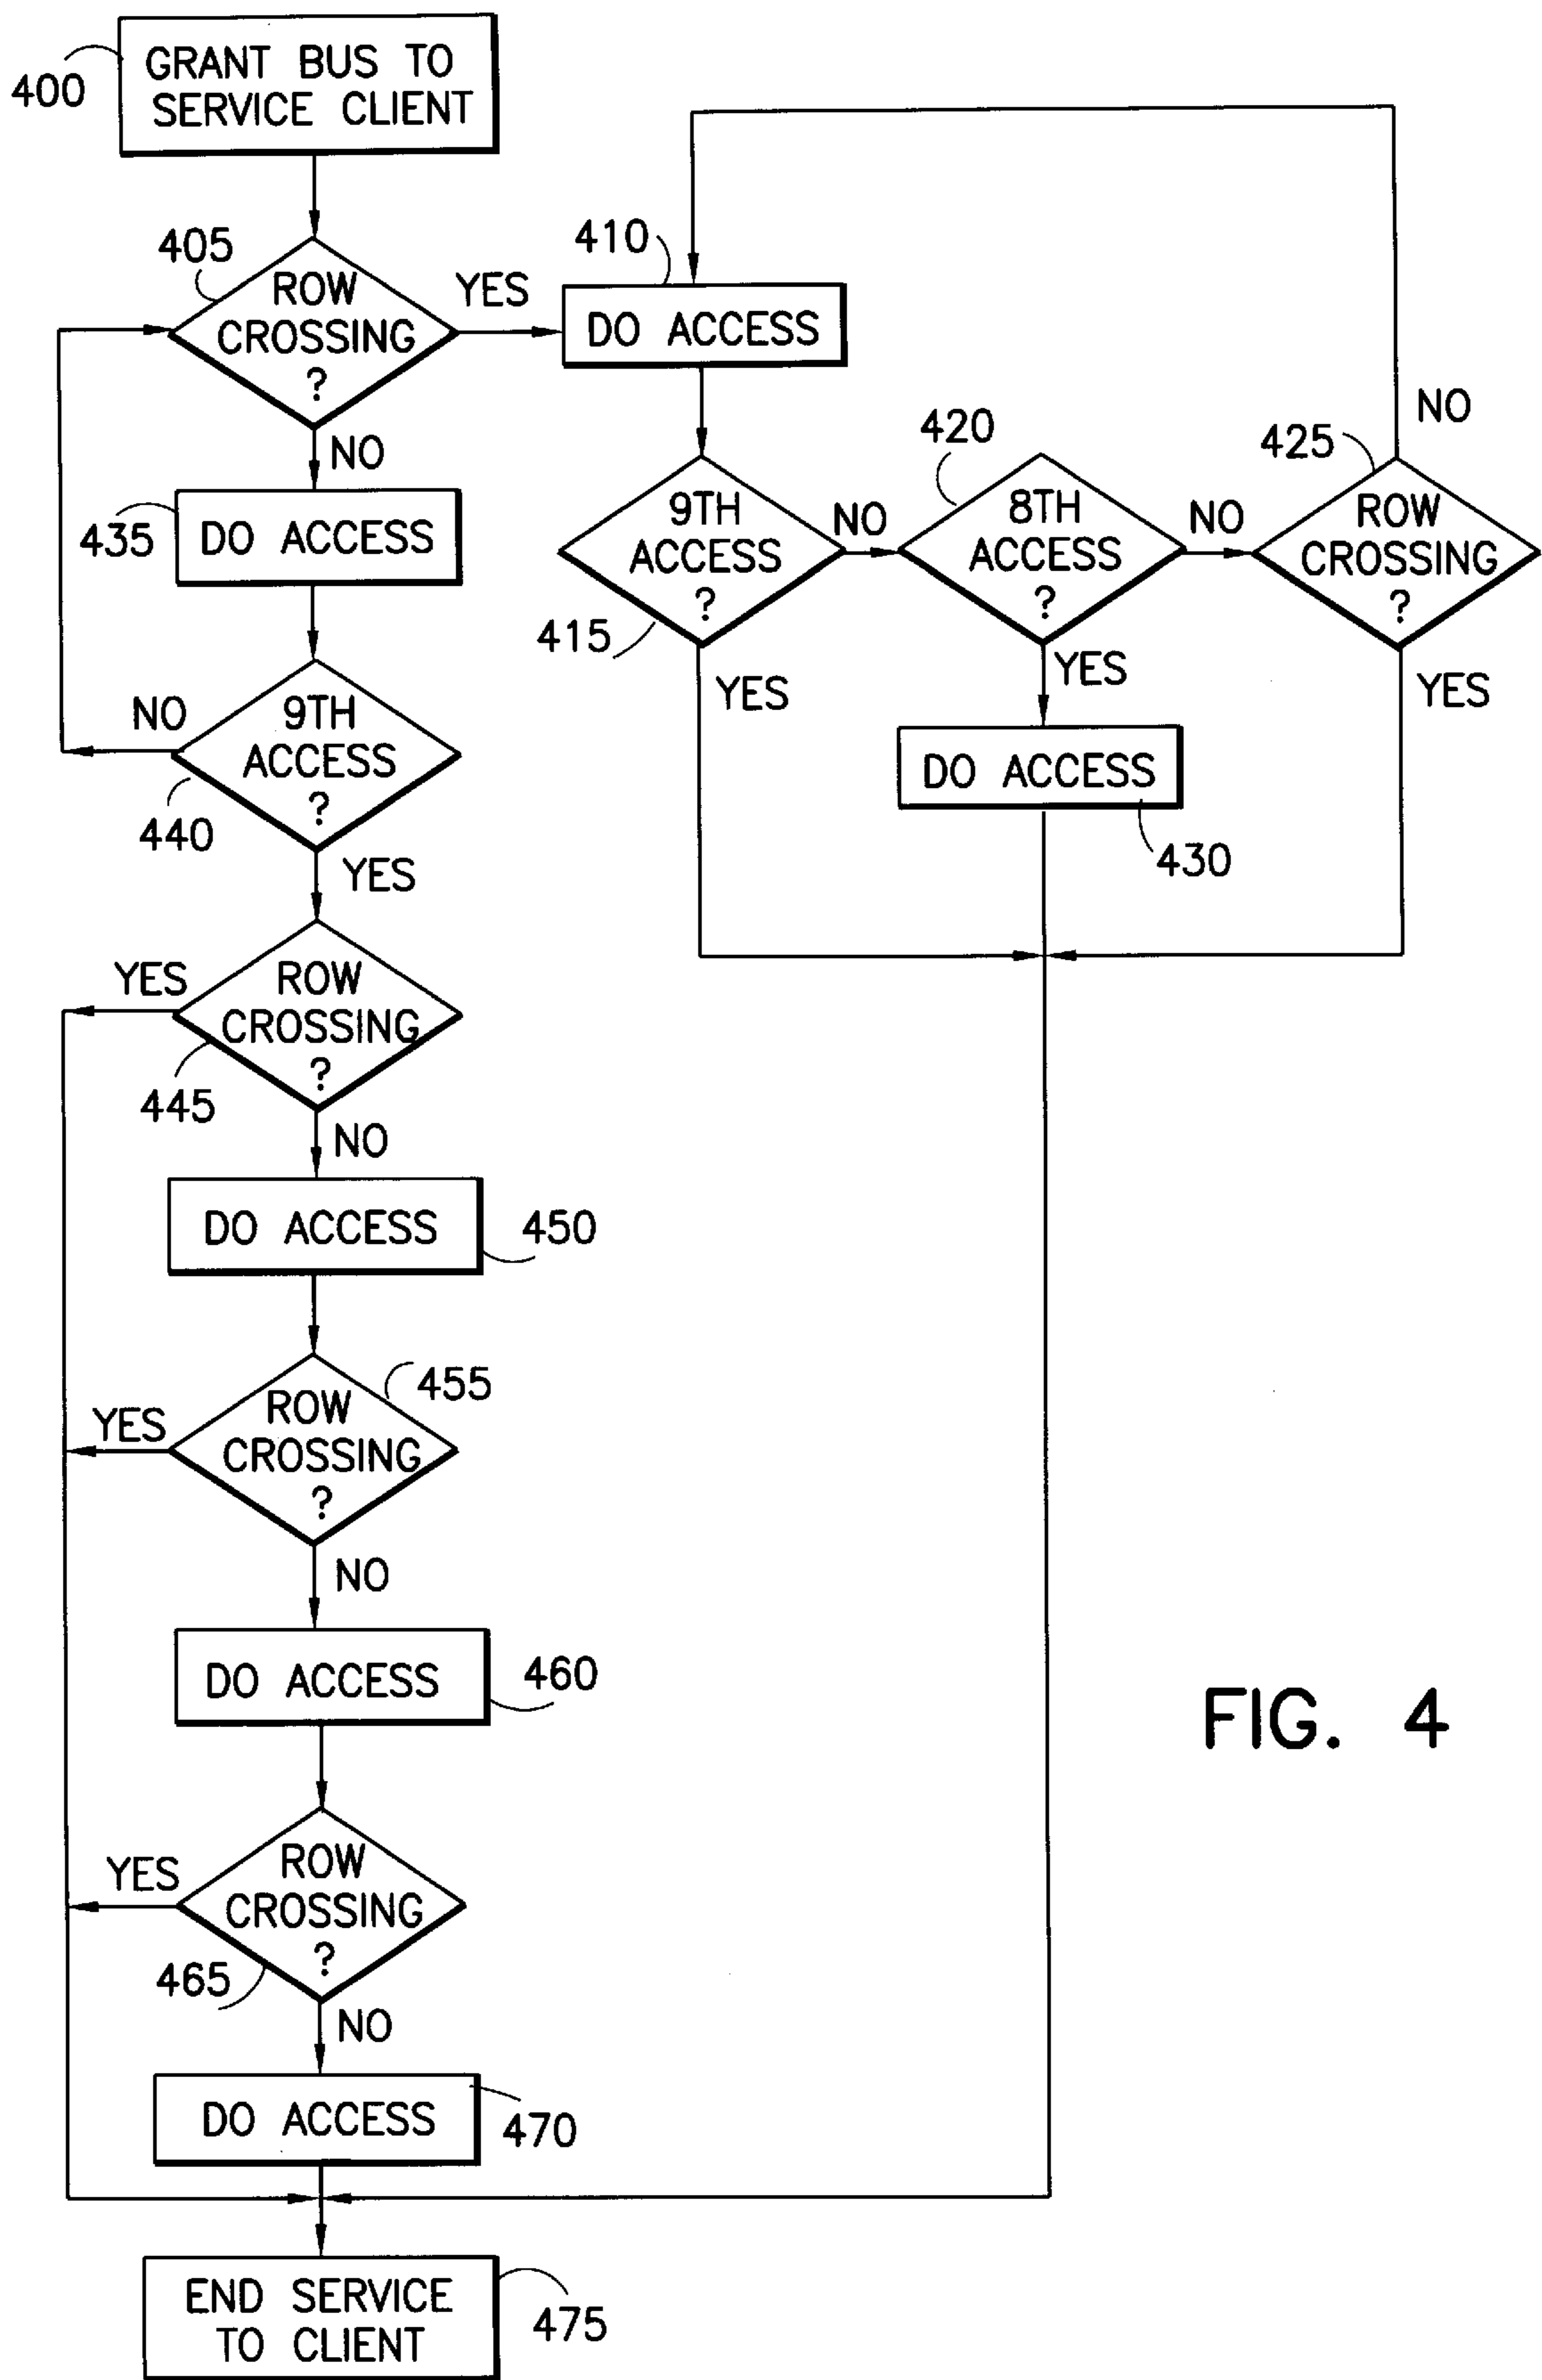 GRANT BUS TO
SERVICE CLIENT
400
405
ROW
CROSSING
?
YES
NO
410
DO ACCESS
435
DO ACCESS
9TH
ACCESS
?
415
NO
YES
420
8TH
ACCESS
?
NO
YES
425
ROW
CROSSING
?
NO
YES
DO ACCESS
430
NO
9TH
ACCESS
?
440
YES
YES
ROW
CROSSING
?
445
NO
DO ACCESS
450
455
YES
ROW
CROSSING
?
NO
DO ACCESS
460
YES
ROW
CROSSING
?
465
NO
DO ACCESS
470
END SERVICE
TO CLIENT
475
FIG. 4